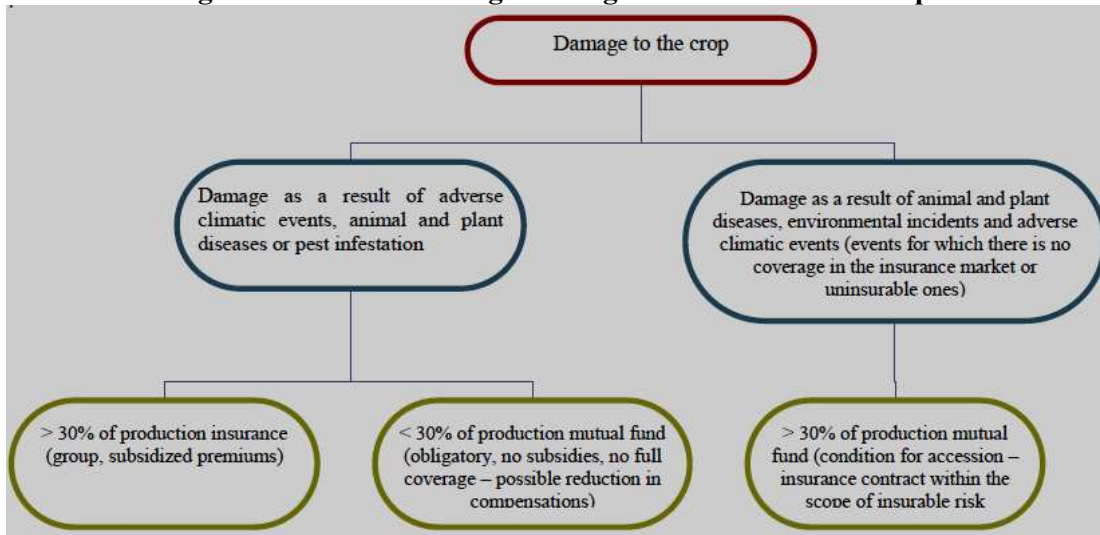 Damage to the crop
Damage as a result of adverse
climatic events, animal and plant
diseases or pest infestation
Damage as a result of animal and plant
diseases, environmental incidents and adverse
climatic events (events for which there is no
coverage in the insurance market or
uninsurable ones)
> 30% of production insurance
(group, subsidized premiums)
< 30% of production mutual fund
(obligatory, no subsidies, no full
coverage – possible reduction in
compensations)
> 30% of production mutual
fund (condition for accession –
insurance contract within the
scope of insurable risk